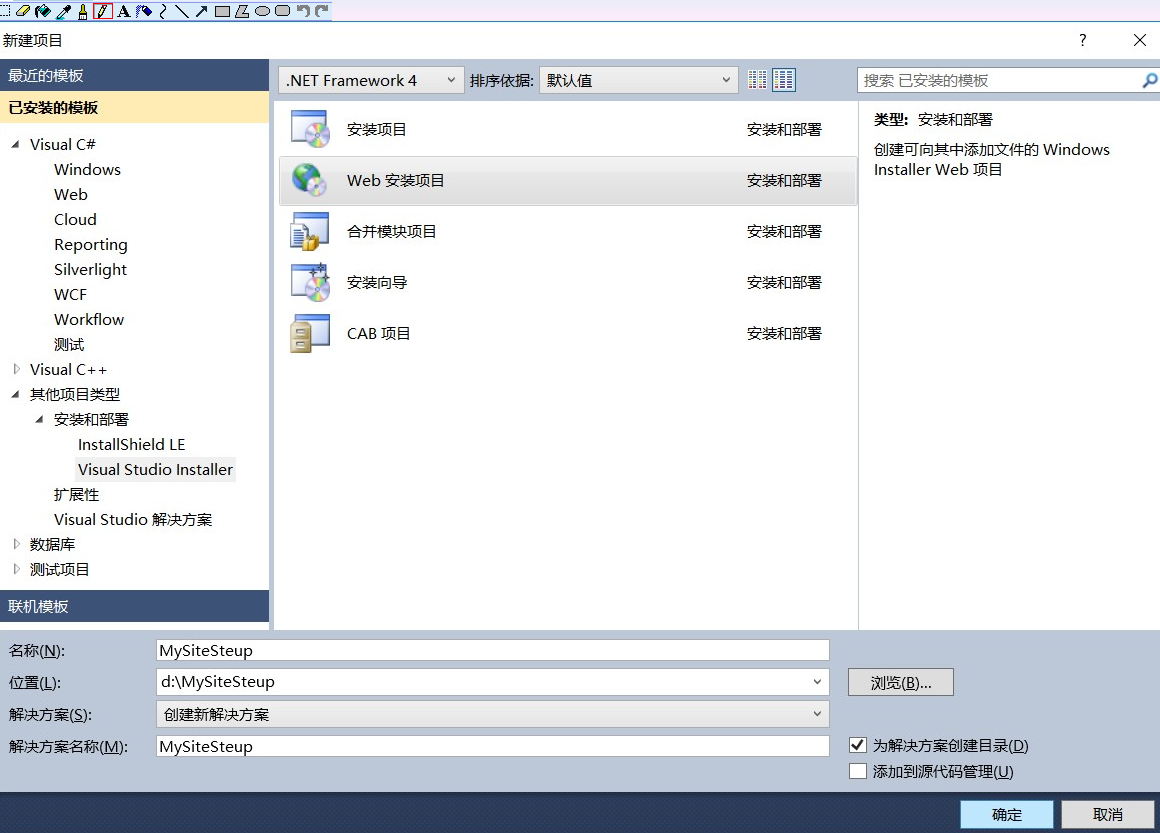 新建项目
最近的模板
已安装的模板
Visual C#
Windows
Web
Cloud
Reporting
Silverlight
WCF
Workflow
测试
Visual C++
其他项目类型
安装和部署
InstallShield LE
Visual Studio Installer
扩展性
Visual Studio 解决方案
数据库
测试项目
联机模板
.NET Framework 4 排序依据: 默认值
安装项目 安装和部署
Web 安装项目 安装和部署
合并模块项目 安装和部署
安装向导 安装和部署
CAB 项目 安装和部署
搜索 已安装的模板
类型: 安装和部署
创建可向其中添加文件的 Windows
Installer Web 项目
名称(N): MySiteSteup
位置(L): d:\MySiteSteup 浏览(B)...
解决方案(S): 创建新解决方案
解决方案名称(M): MySiteSteup
为解决方案创建目录(D)
添加到源代码管理(U)
确定 取消